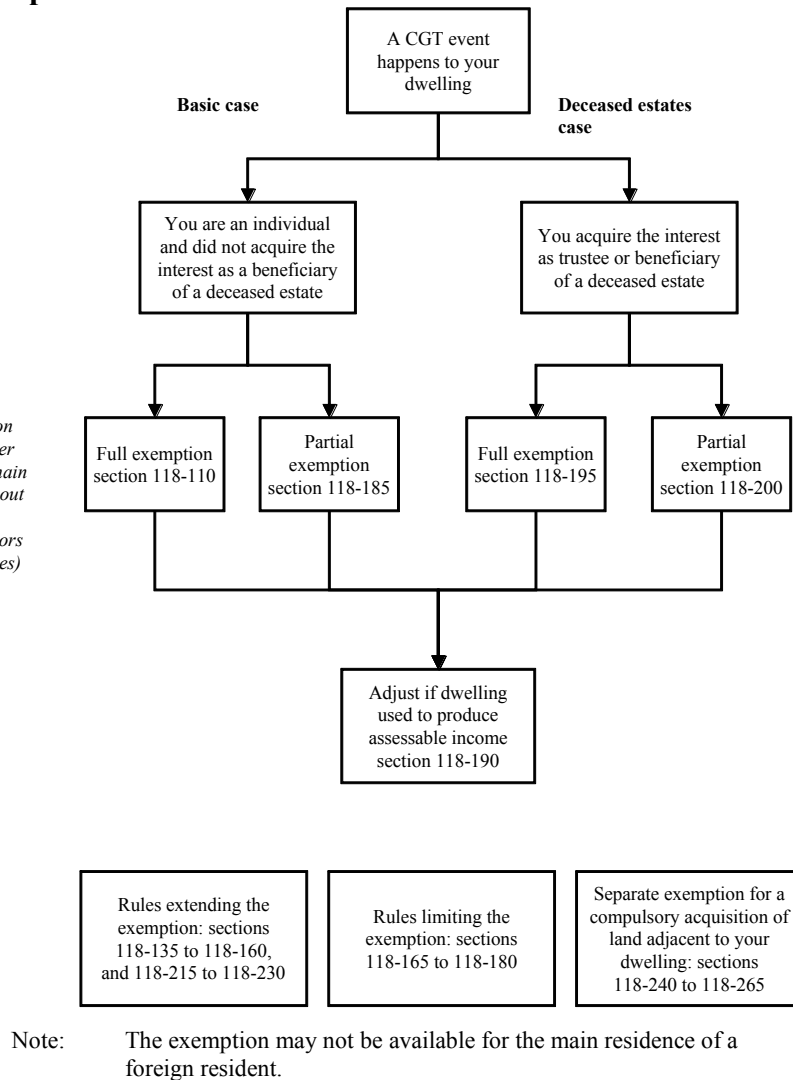 A CGT event
happens to your
dwelling
Basic case
Deceased estates
case
You are an individual
and did not acquire the
interest as a beneficiary
of a deceased estate
You acquire the interest
as trustee or beneficiary
of a deceased estate
Full exemption
section 118-110
Partial
exemption
section 118-185
Full exemption
section 118-195
Partial
exemption
section 118-200
Adjust if dwelling
used to produce
assessable income
section 118-190
Rules extending the
exemption: sections
118-135 to 118-160,
and 118-215 to 118-230
Rules limiting the
exemption: sections
118-165 to 118-180
Separate exemption for a
compulsory acquisition of
land adjacent to your
dwelling: sections
118-240 to 118-265
Note: The exemption may not be available for the main residence of a
foreign resident.